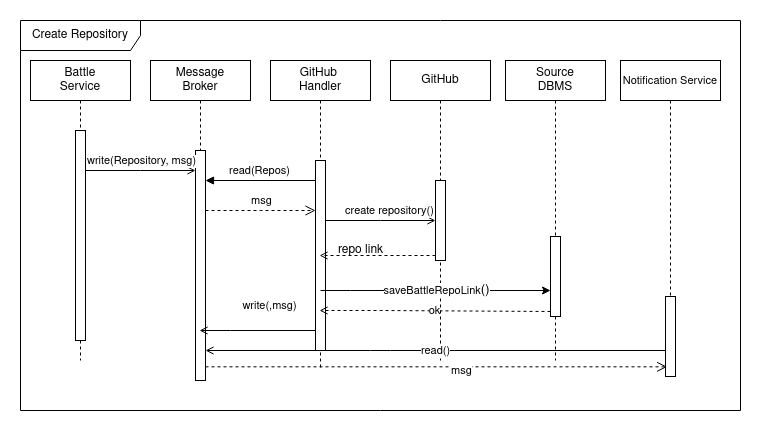 Create Repository
Battle
Service
Message
Broker
GitHub
Handler
GitHub
Source
DBMS
Notification Service
write(Repository, msg)
read(Repos)
msg
create repository()
repo link
saveBattleRepoLink()
write(,msg)
ok
read()
msg